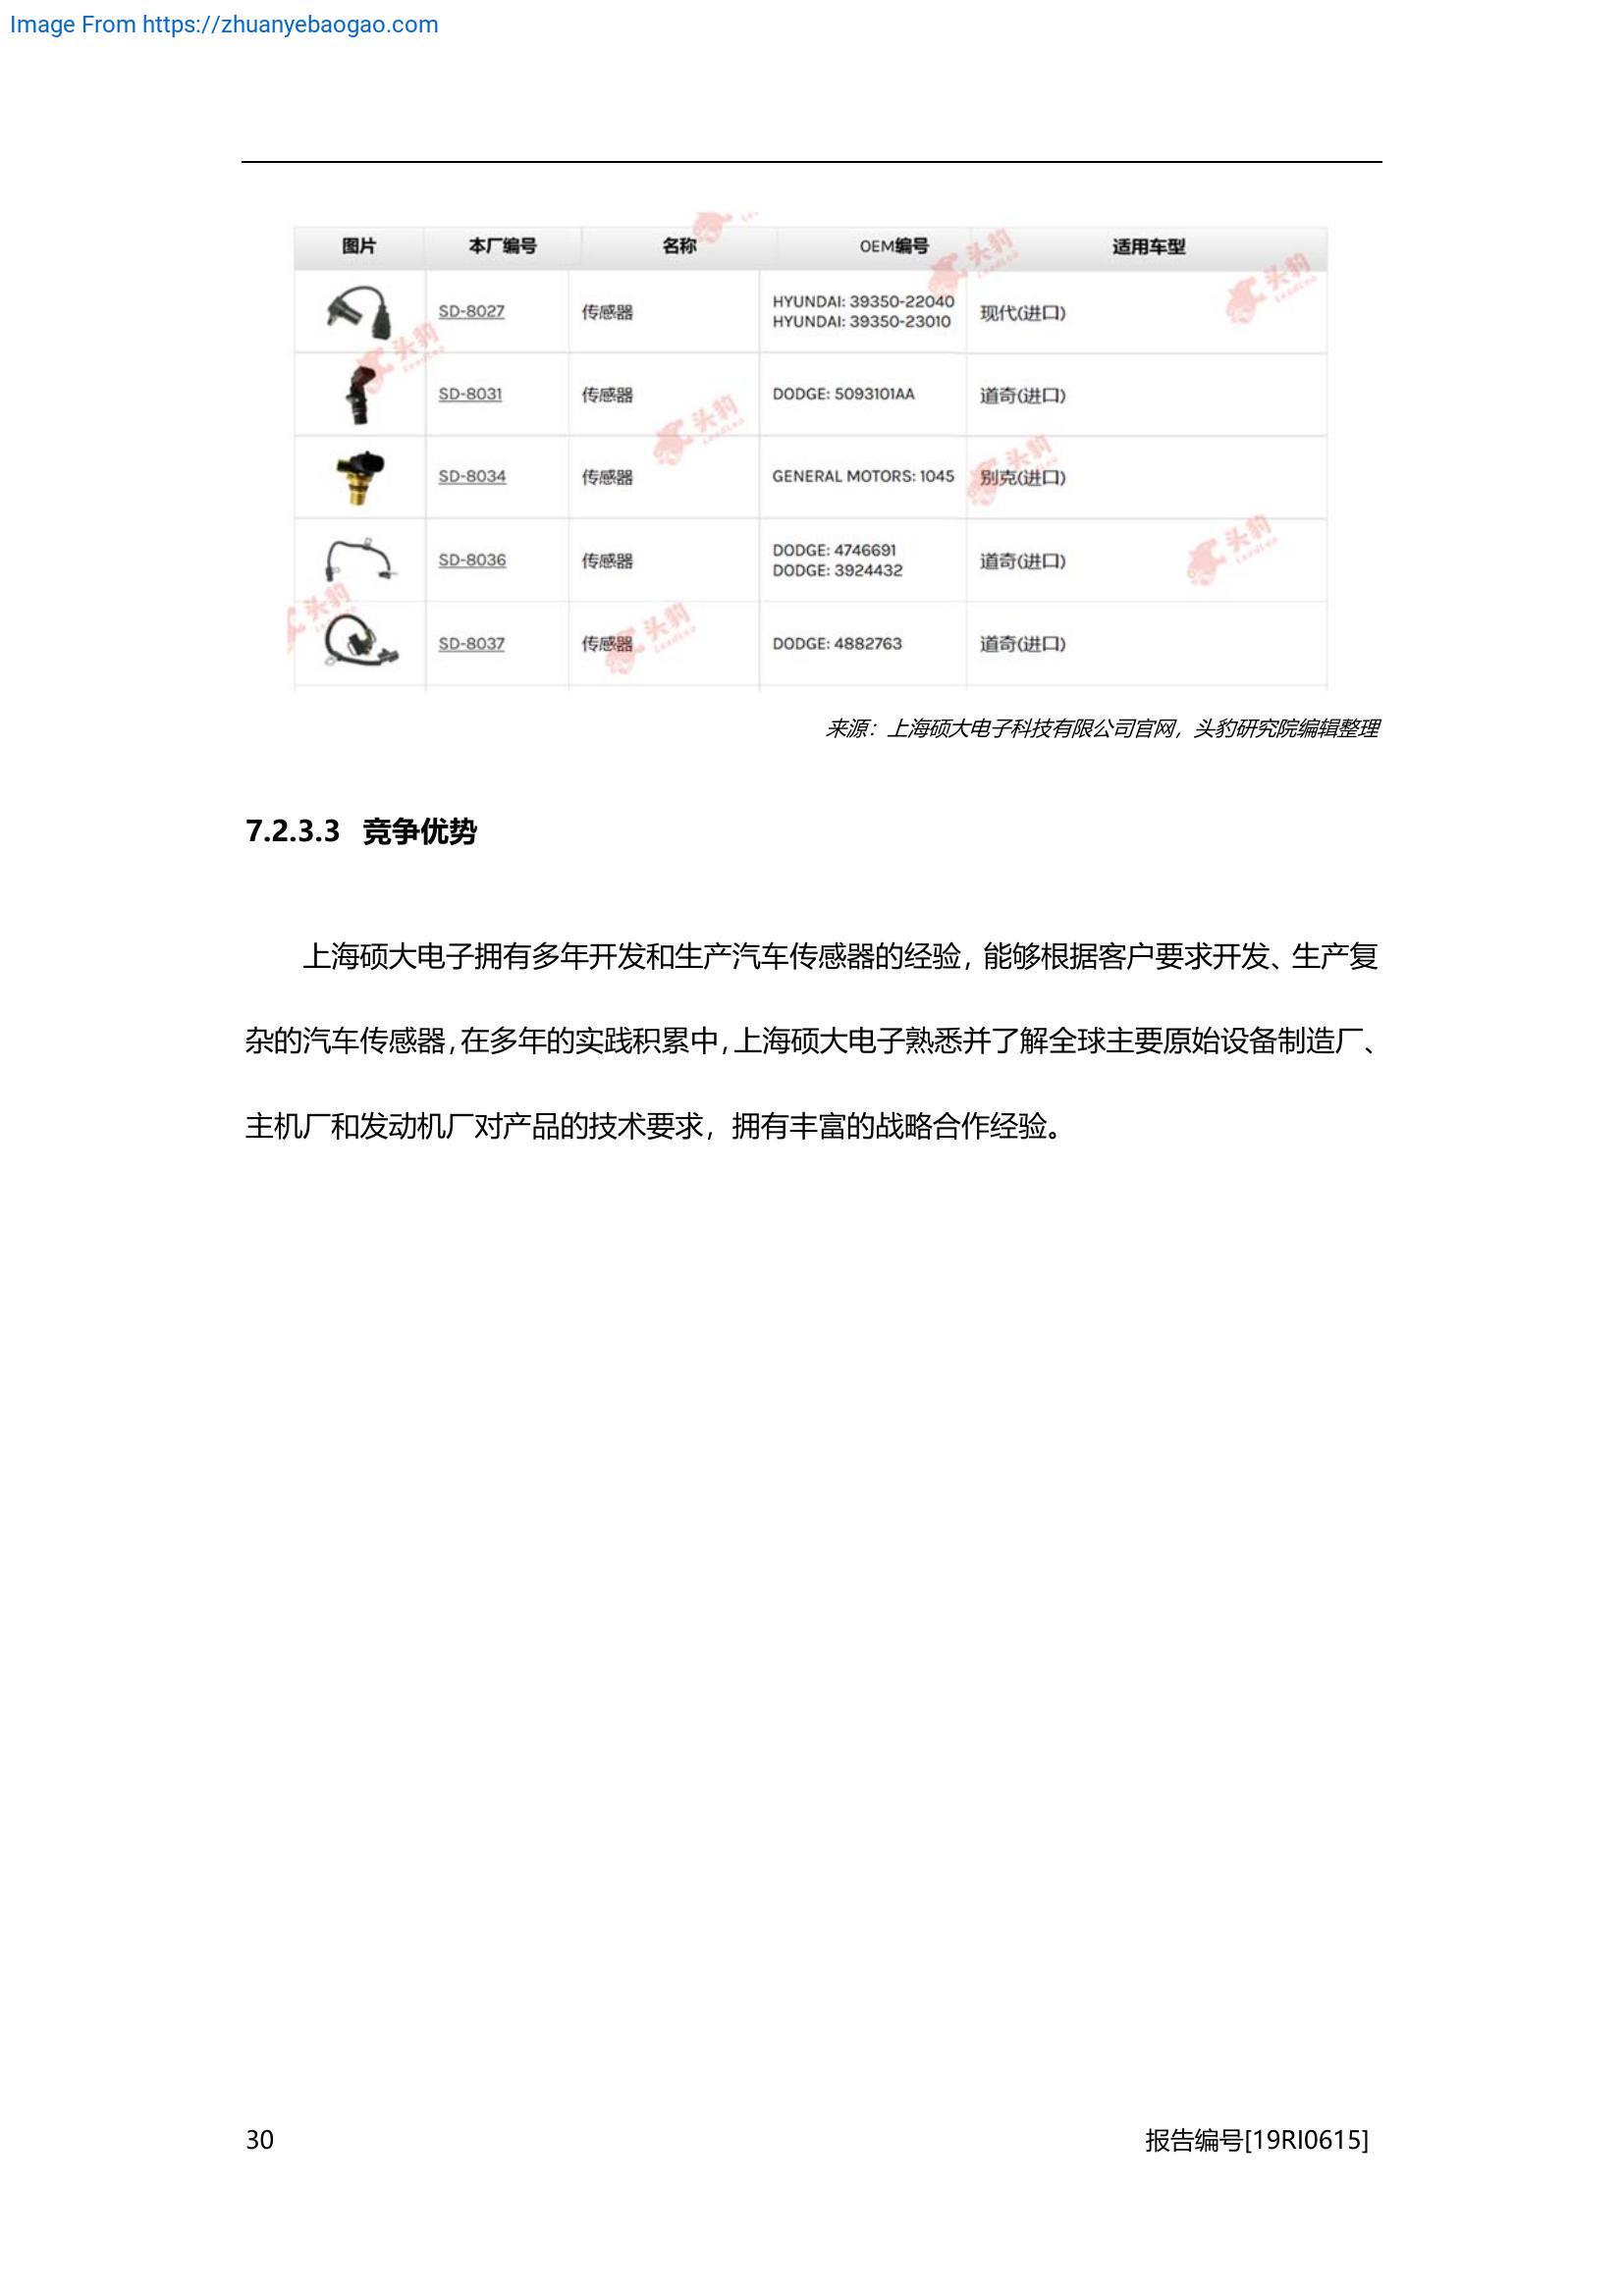 Image From https://zhuanyebaogao.com
图片 本厂编号 名称 OEM编号 适用车型
SD-8027 传感器 HYUNDAI: 39350-22040 现代(进口)
HYUNDAI: 39350-23010
SD-8031 传感器 DODGE: 5093101AA 道奇(进口)
SD-8034 传感器 GENERAL MOTORS: 1045 别克(进口)
SD-8036 传感器 DODGE: 4746691 道奇(进口)
DODGE: 3924432
SD-8037 传感器 DODGE: 4882763 道奇(进口)
头豹 LeadLeo
来源：上海硕大电子科技有限公司官网，头豹研究院编辑整理
7.2.3.3 竞争优势
上海硕大电子拥有多年开发和生产汽车传感器的经验，能够根据客户要求开发、生产复
杂的汽车传感器，在多年的实践积累中，上海硕大电子熟悉并了解全球主要原始设备制造厂、
主机厂和发动机厂对产品的技术要求，拥有丰富的战略合作经验。
30 报告编号[19RI0615]